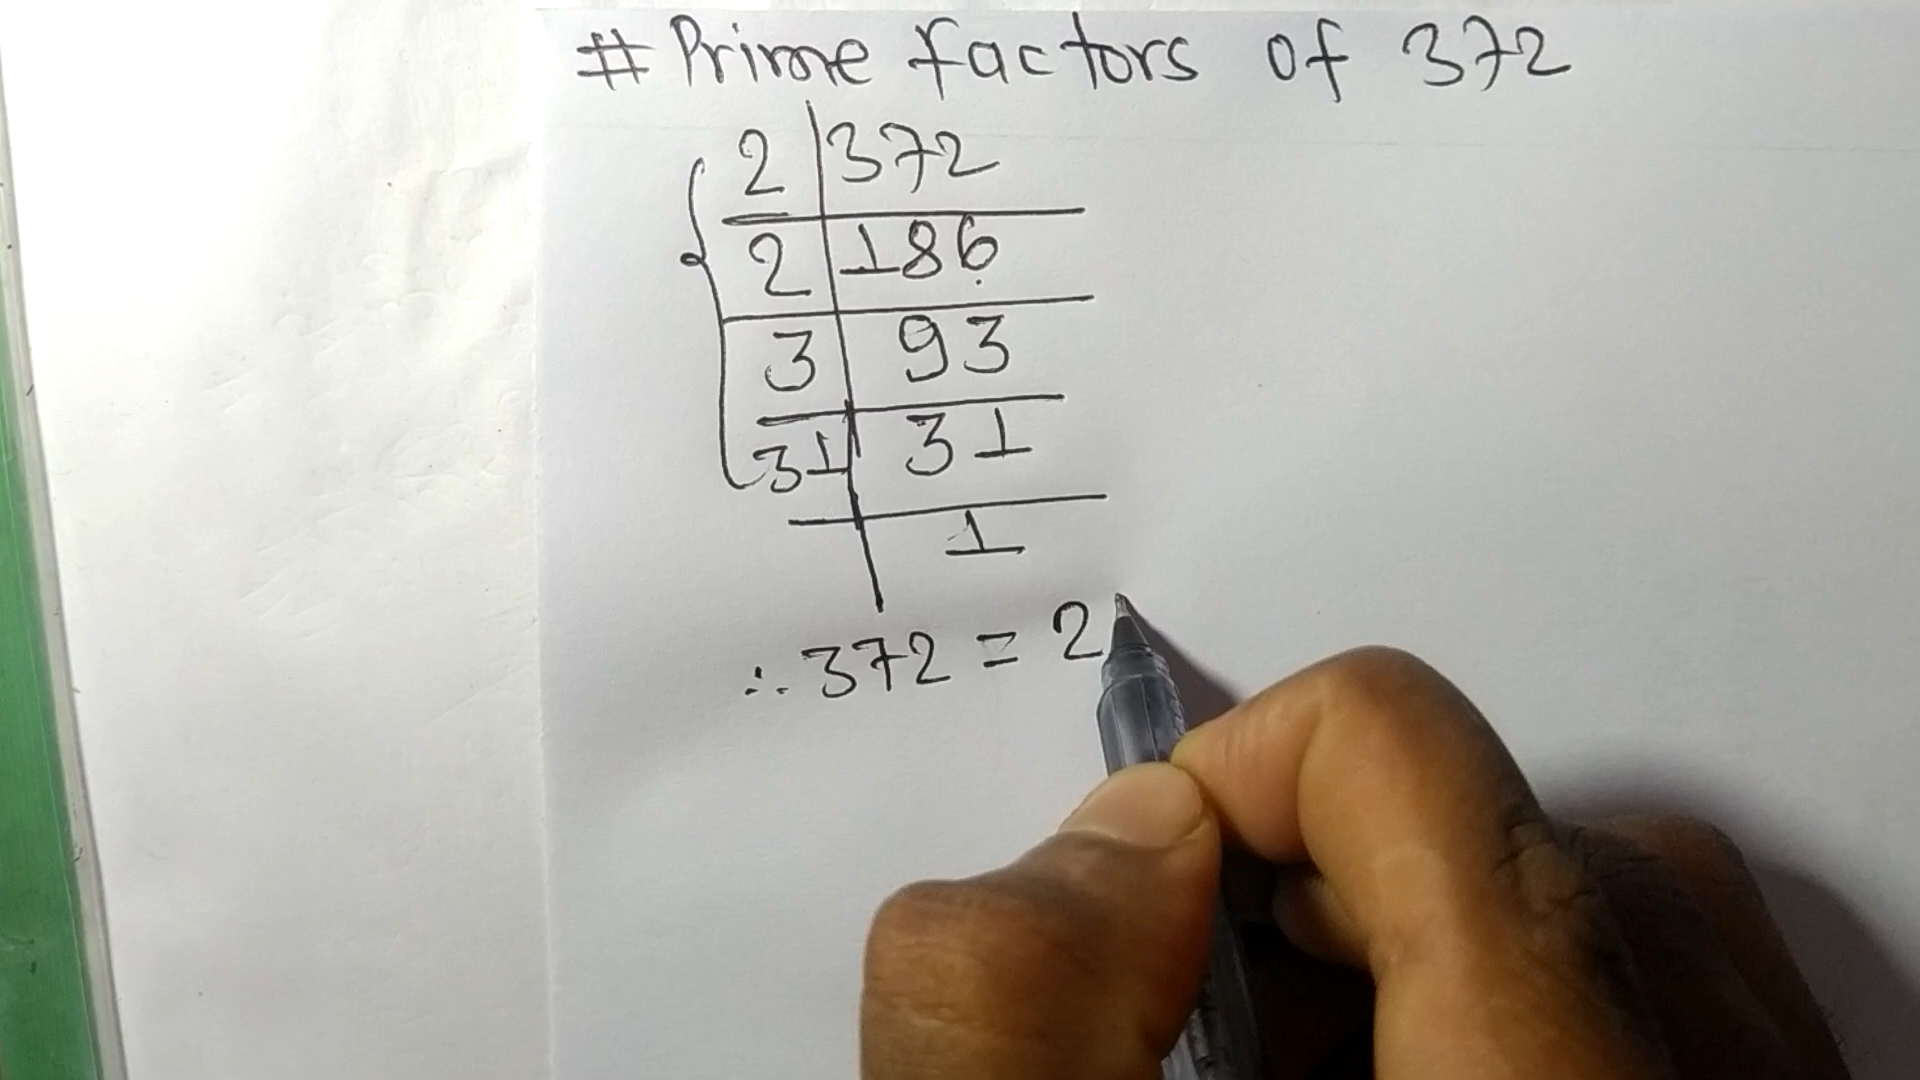 # Prime factors of 372
2 | 372
2 | 186
3 | 93
31 | 31
1
∴ 372 = 2